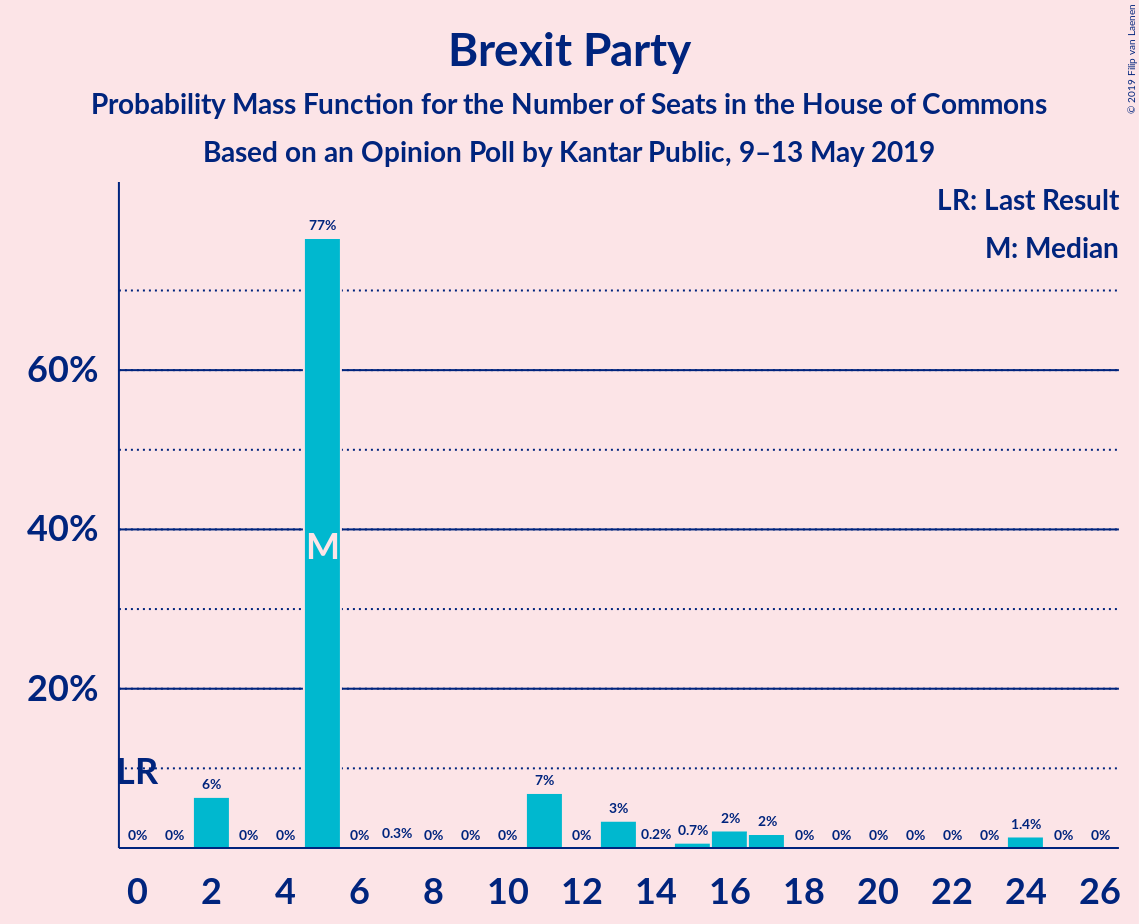 Brexit Party
Probability Mass Function for the Number of Seats in the House of Commons
Based on an Opinion Poll by Kantar Public, 9–13 May 2019
© 2019 Filip van Laenen
LR: Last Result
M: Median
77%
60%
40%
M
20%
LR
0% 0% 6% 0% 0% 0% 0.3% 0% 0% 0% 7% 0% 3% 0.2% 0.7% 2% 2% 0% 0% 0% 0% 0% 0% 1.4% 0% 0%
0 2 4 6 8 10 12 14 16 18 20 22 24 26